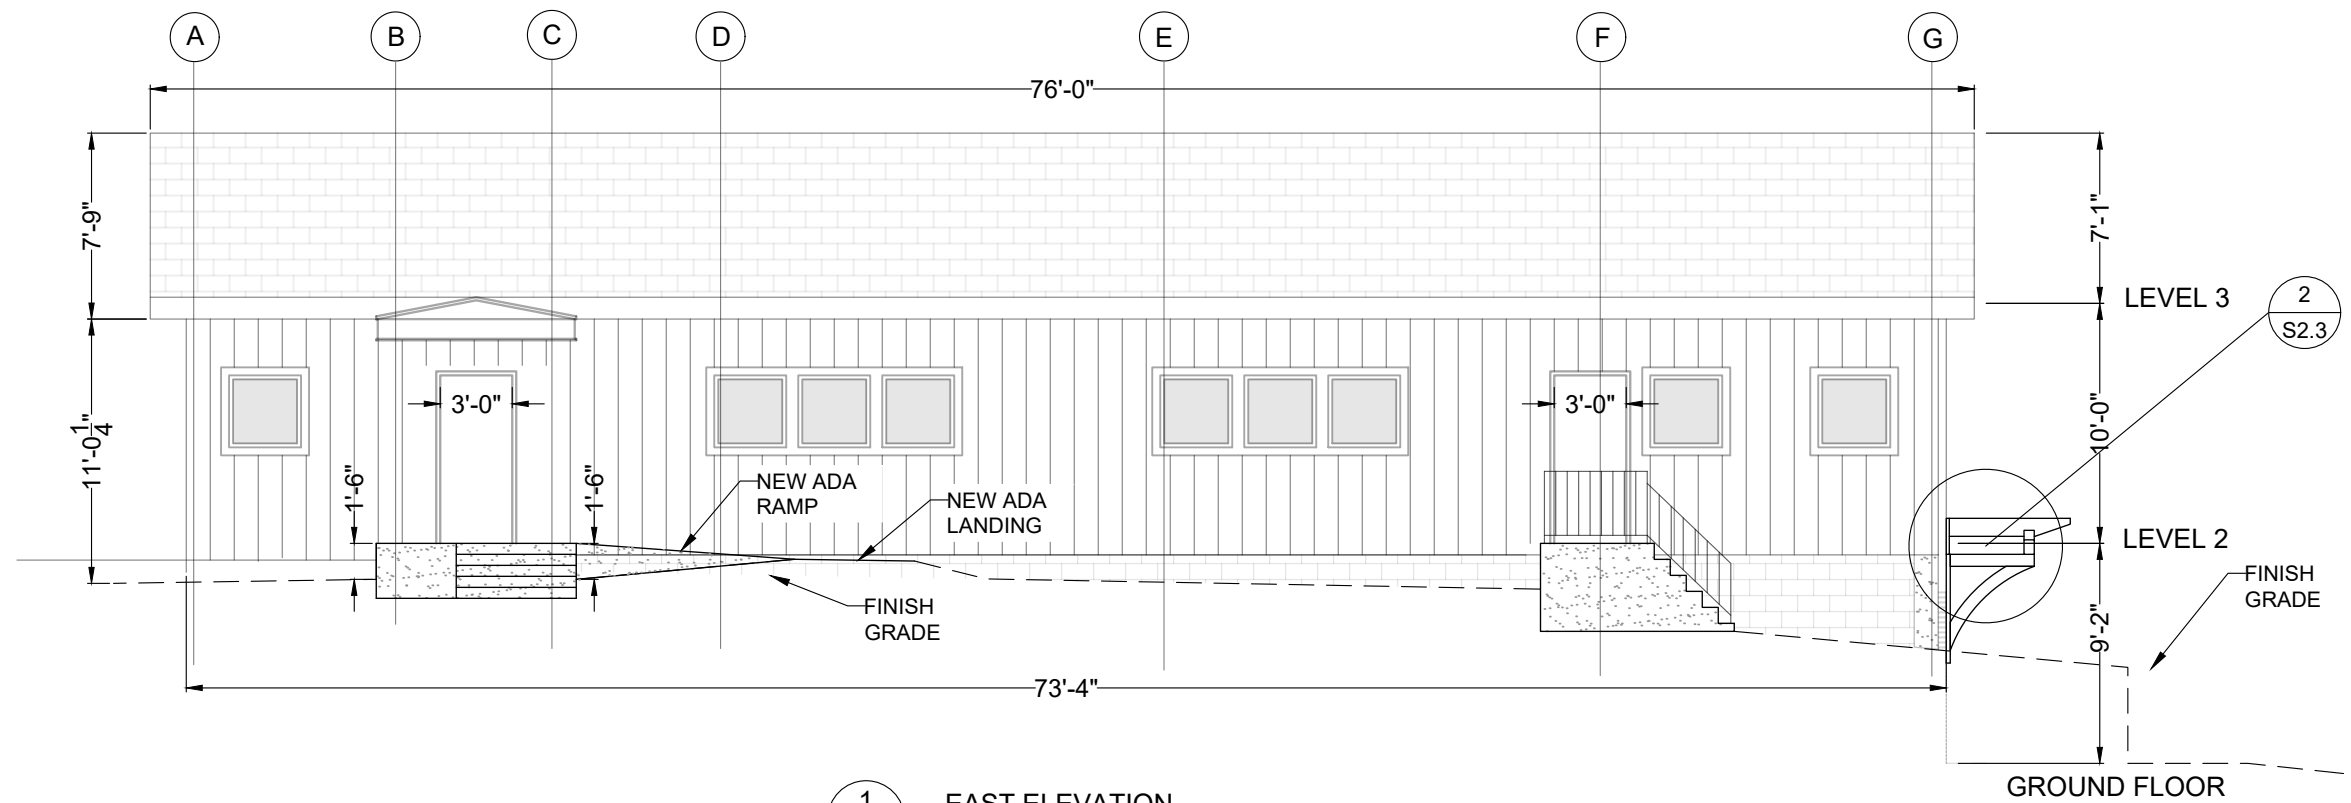 A
B
C
D
E
F
G
76'-0"
7'-9"
7'-1"
LEVEL 3
2
S2.3
3'-0"
3'-0"
11'-0 1/4
10'-0"
1'-6"
1'-6"
NEW ADA
RAMP
NEW ADA
LANDING
LEVEL 2
FINISH
GRADE
FINISH
GRADE
9'-2"
73'-4"
GROUND FLOOR
1
EAST ELEVATION